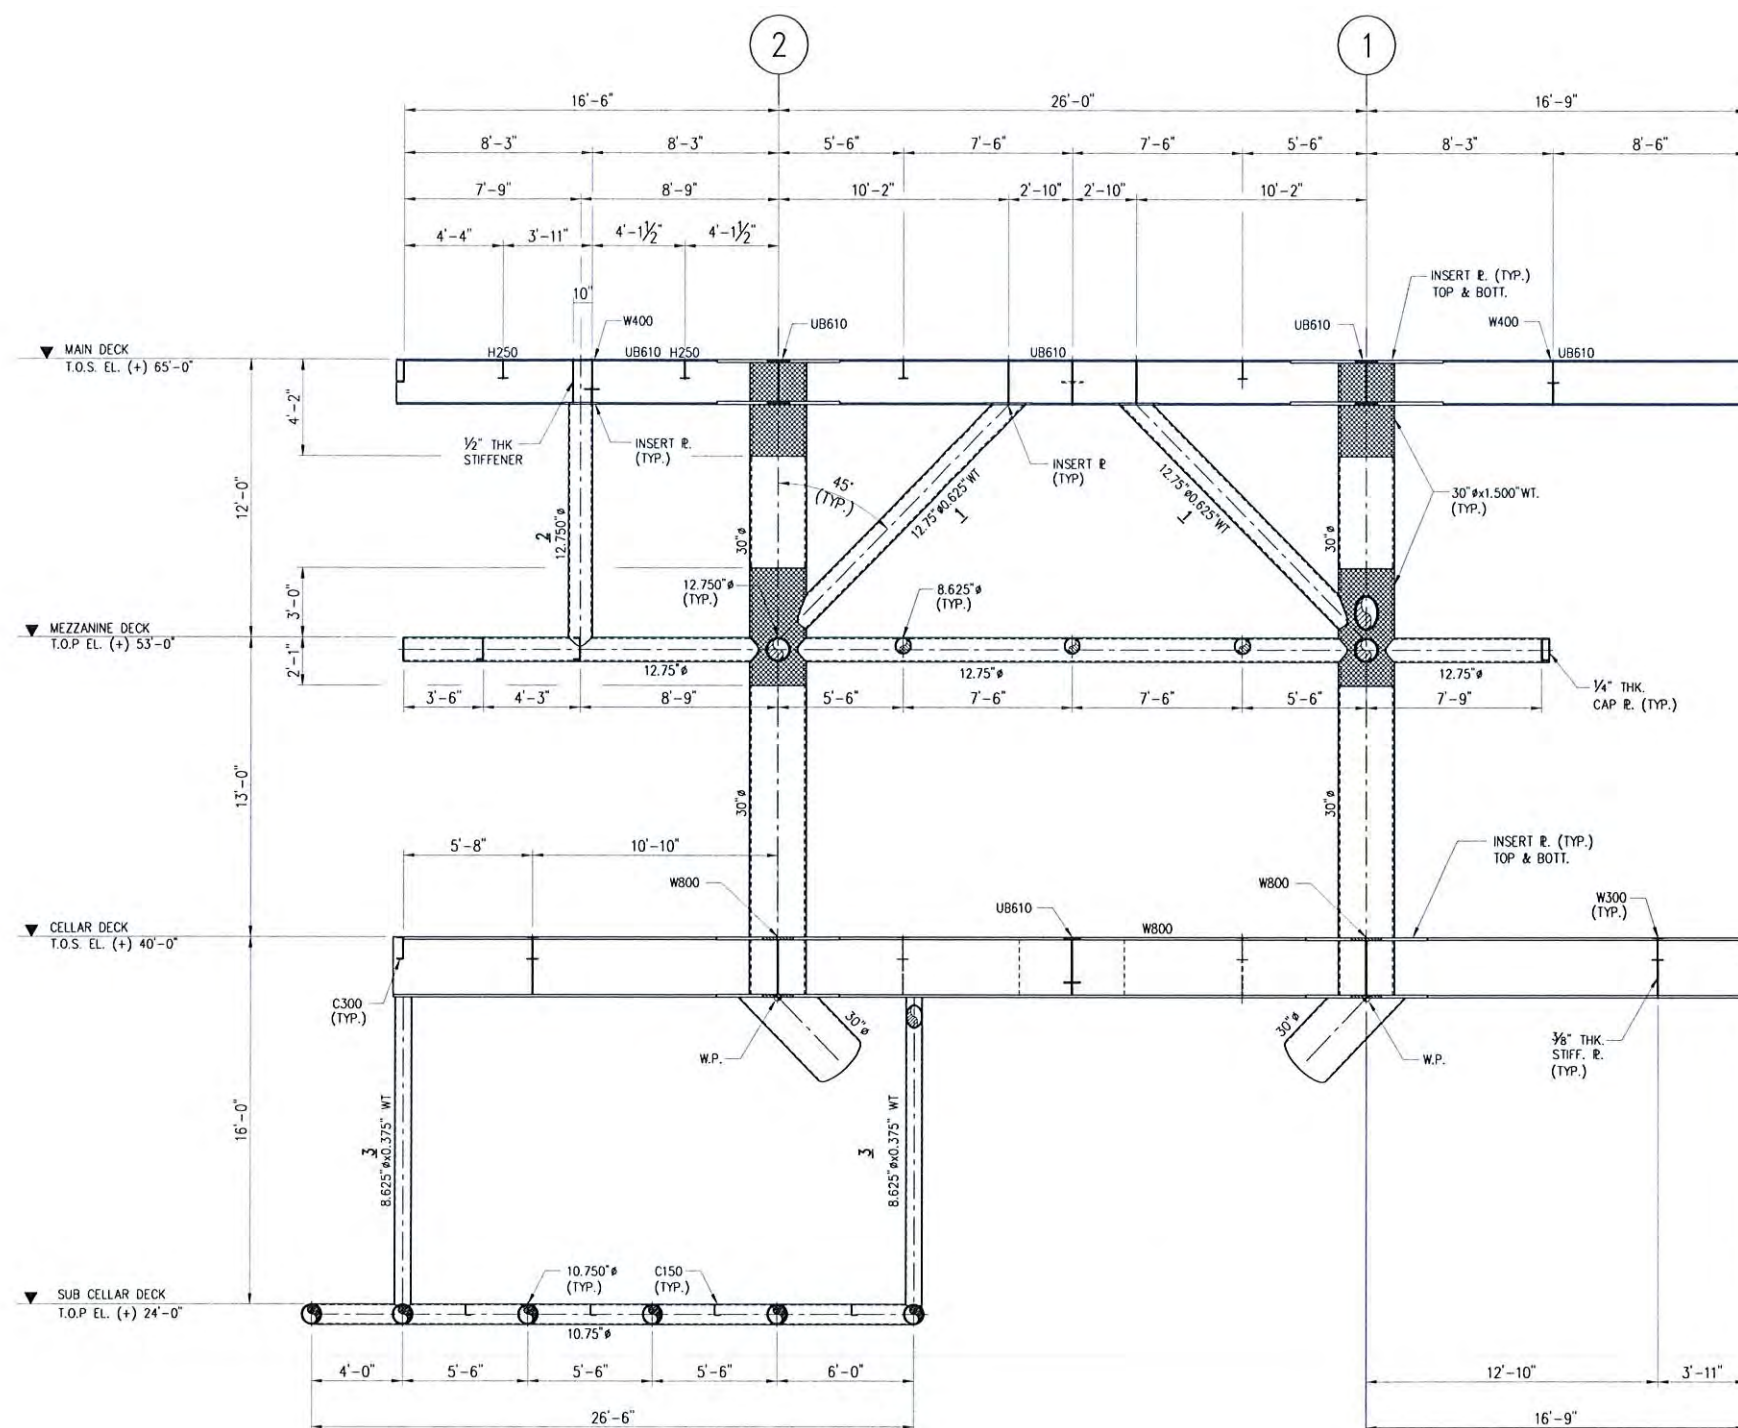 2
1
16'-6"
26'-0"
16'-9"
8'-3"
8'-3"
5'-6"
7'-6"
7'-6"
5'-6"
8'-3"
8'-6"
7'-9"
8'-9"
10'-2"
2'-10"
2'-10"
10'-2"
4'-4"
3'-11"
4'-1½"
4'-1½"
10"
INSERT ℞. (TYP.)
TOP & BOTT.
W400
UB610
UB610
W400
MAIN DECK
T.O.S. EL. (+) 65'-0"
H250
UB610
H250
UB610
UB610
4'-2"
½" THK
STIFFENER
INSERT ℞.
(TYP.)
INSERT ℞
(TYP)
45°
(TYP.)
12.75"ø0.625"WT
1
12.75"ø0.625"WT
1
30"øx1.500"WT.
(TYP.)
12'-0"
2
12.750"ø
30"ø
30"ø
3'-0"
12.750"ø
(TYP.)
8.625"ø
(TYP.)
MEZZANINE DECK
T.O.P EL. (+) 53'-0"
2'-1"
12.75"ø
12.75"ø
12.75"ø
¼" THK.
CAP ℞. (TYP.)
3'-6"
4'-3"
8'-9"
5'-6"
7'-6"
7'-6"
5'-6"
7'-9"
13'-0"
30"ø
30"ø
5'-8"
10'-10"
INSERT ℞. (TYP.)
TOP & BOTT.
W800
W800
W300
(TYP.)
UB610
W800
CELLAR DECK
T.O.S. EL. (+) 40'-0"
C300
(TYP.)
30"ø
30"ø
W.P.
W.P.
⅜" THK.
STIFF. ℞.
(TYP.)
16'-0"
3
8.625"øx0.375" WT
3
8.625"øx0.375" WT
10.750"ø
(TYP.)
C150
(TYP.)
SUB CELLAR DECK
T.O.P EL. (+) 24'-0"
10.75"ø
4'-0"
5'-6"
5'-6"
5'-6"
6'-0"
12'-10"
3'-11"
26'-6"
16'-9"